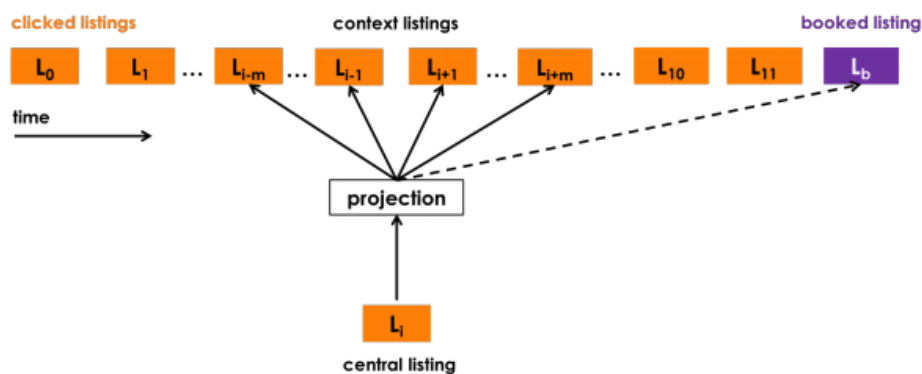 clicked listings context listings booked listing
L0 L1 ... Li-m ... Li-1 Li+1 ... Li+m ... L10 L11 Lb
time
projection
Li
central listing